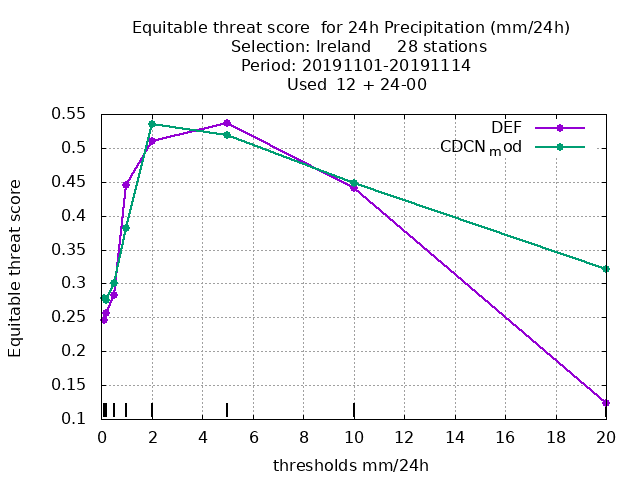 Equitable threat score  for 24h Precipitation (mm/24h)
Selection: Ireland     28 stations
Period: 20191101-20191114
Used  12 + 24-00
DEF
CDCNmod
Equitable threat score
0.55
0.5
0.45
0.4
0.35
0.3
0.25
0.2
0.15
0.1
0 2 4 6 8 10 12 14 16 18 20
thresholds mm/24h